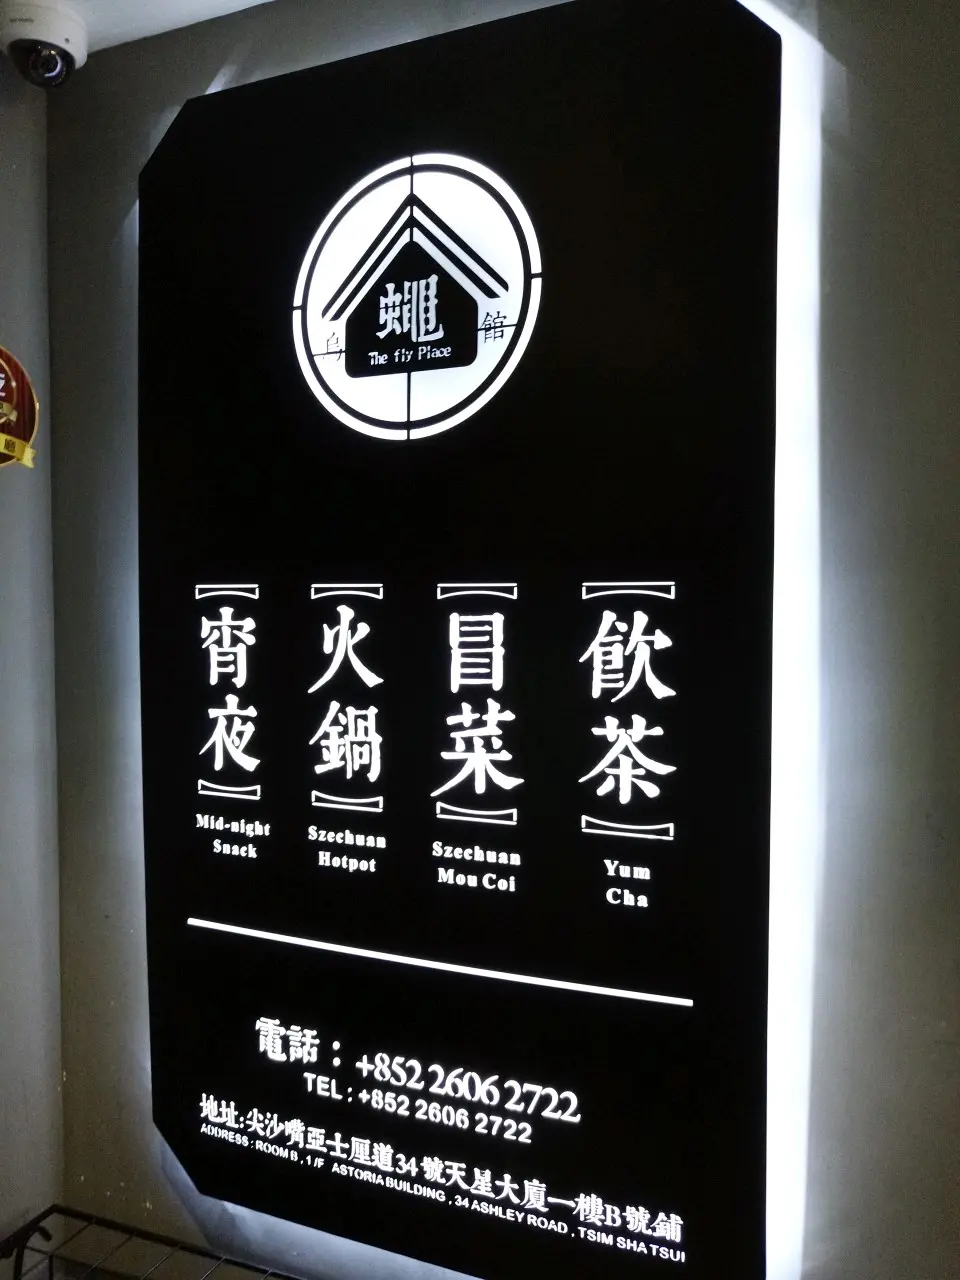 蠅
The fly Place
烏
館
宵夜
Mid-night
Snack
火鍋
Szechuan
Hotpot
冒菜
Szechuan
Mou Coi
飲茶
Yum
Cha
電話：+852 2606 2722
TEL : +852 2606 2722
地址:尖沙嘴亞士厘道34號天星大廈一樓B號鋪
ADDRESS : ROOM B , 1 /F ASTORIA BUILDING , 34 ASHLEY ROAD , TSIM SHA TSUI